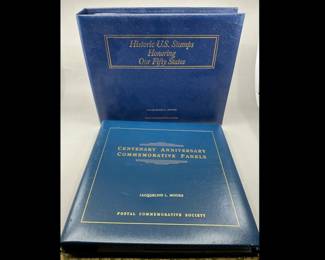 Historic U.S. Stamps
Honoring
Our Fifty States
CENTENARY ANNIVERSARY
COMMEMORATIVE PANELS
JACQUELINE L. MOORE
POSTAL COMMEMORATIVE SOCIETY